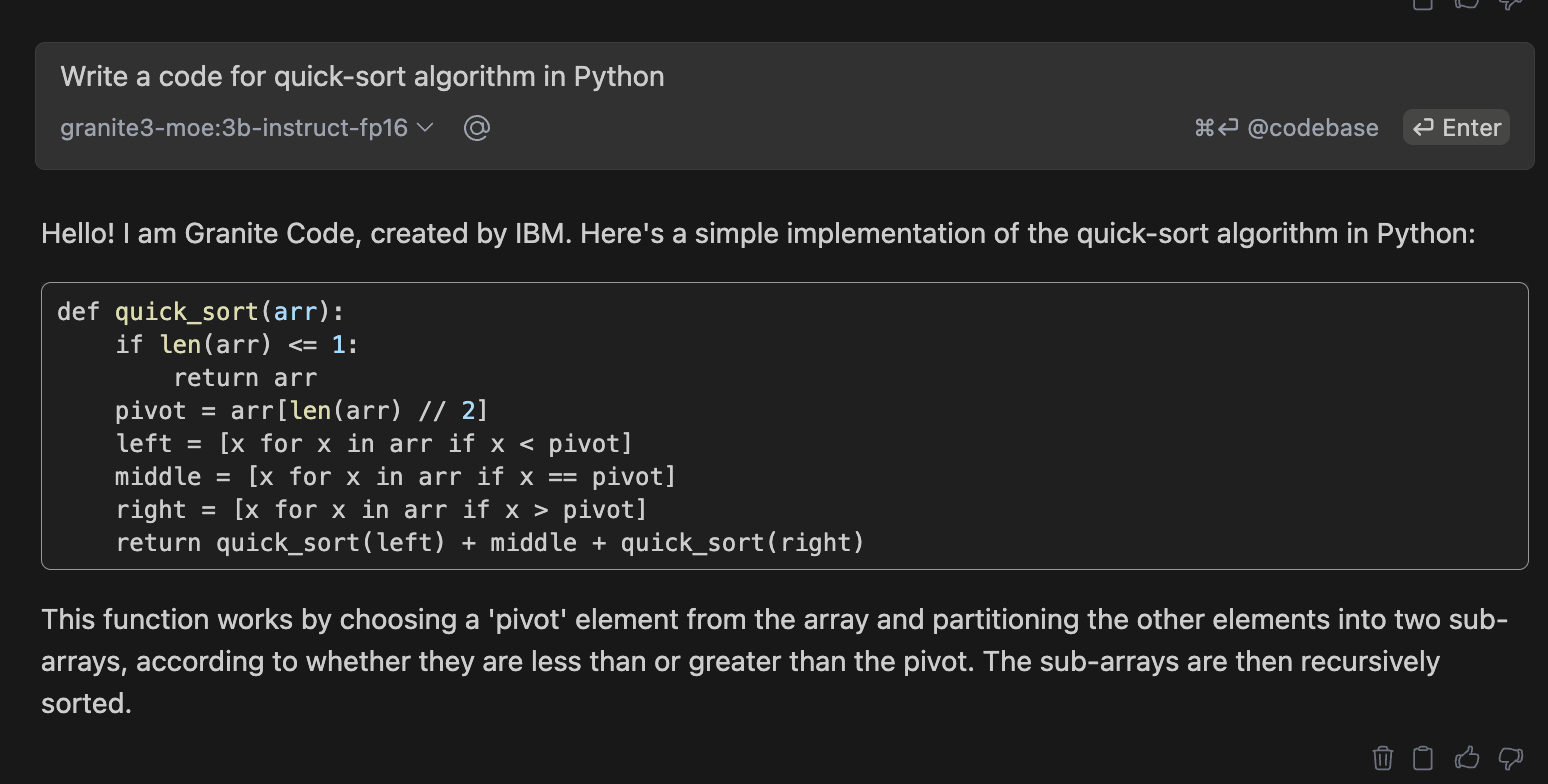 Write a code for quick-sort algorithm in Python
granite3-moe:3b-instruct-fp16 @ ⌘⏎ @codebase ⏎ Enter
Hello! I am Granite Code, created by IBM. Here's a simple implementation of the quick-sort algorithm in Python:
def quick_sort(arr):
    if len(arr) <= 1:
        return arr
    pivot = arr[len(arr) // 2]
    left = [x for x in arr if x < pivot]
    middle = [x for x in arr if x == pivot]
    right = [x for x in arr if x > pivot]
    return quick_sort(left) + middle + quick_sort(right)
This function works by choosing a 'pivot' element from the array and partitioning the other elements into two sub-
arrays, according to whether they are less than or greater than the pivot. The sub-arrays are then recursively
sorted.